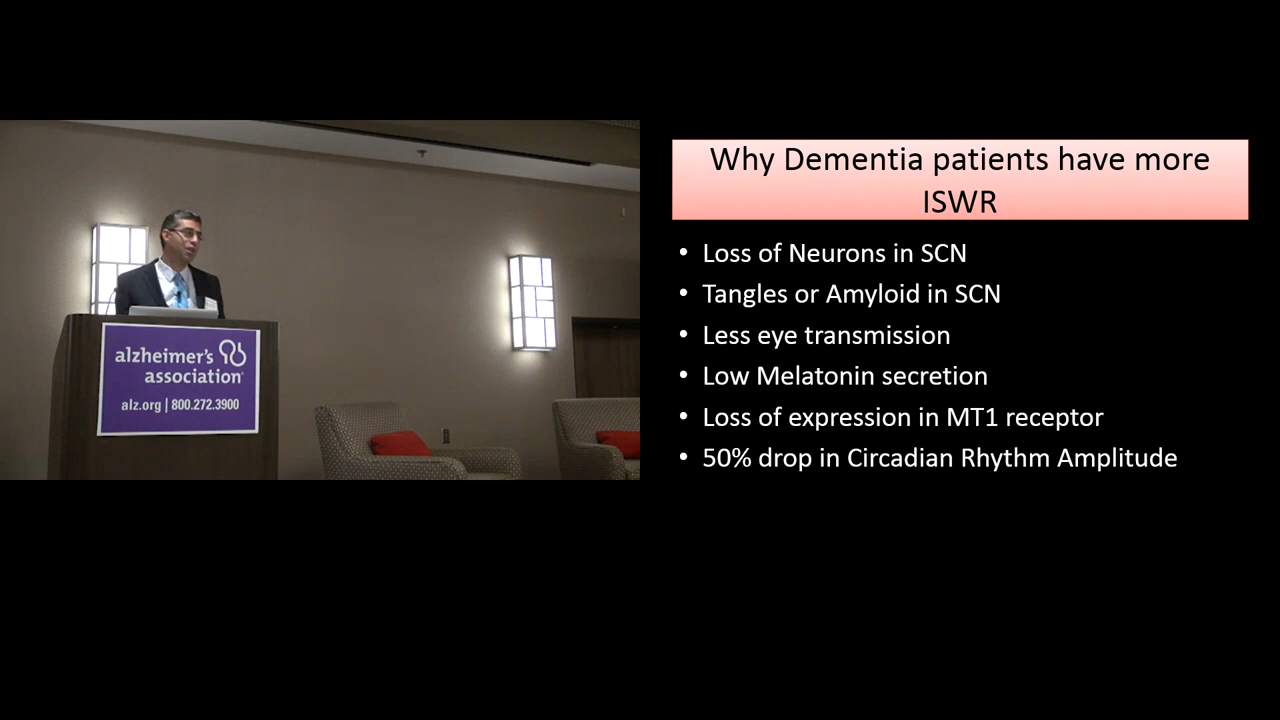 alzheimer's
association
alz.org | 800.272.3900
Why Dementia patients have more
ISWR
• Loss of Neurons in SCN
• Tangles or Amyloid in SCN
• Less eye transmission
• Low Melatonin secretion
• Loss of expression in MT1 receptor
• 50% drop in Circadian Rhythm Amplitude